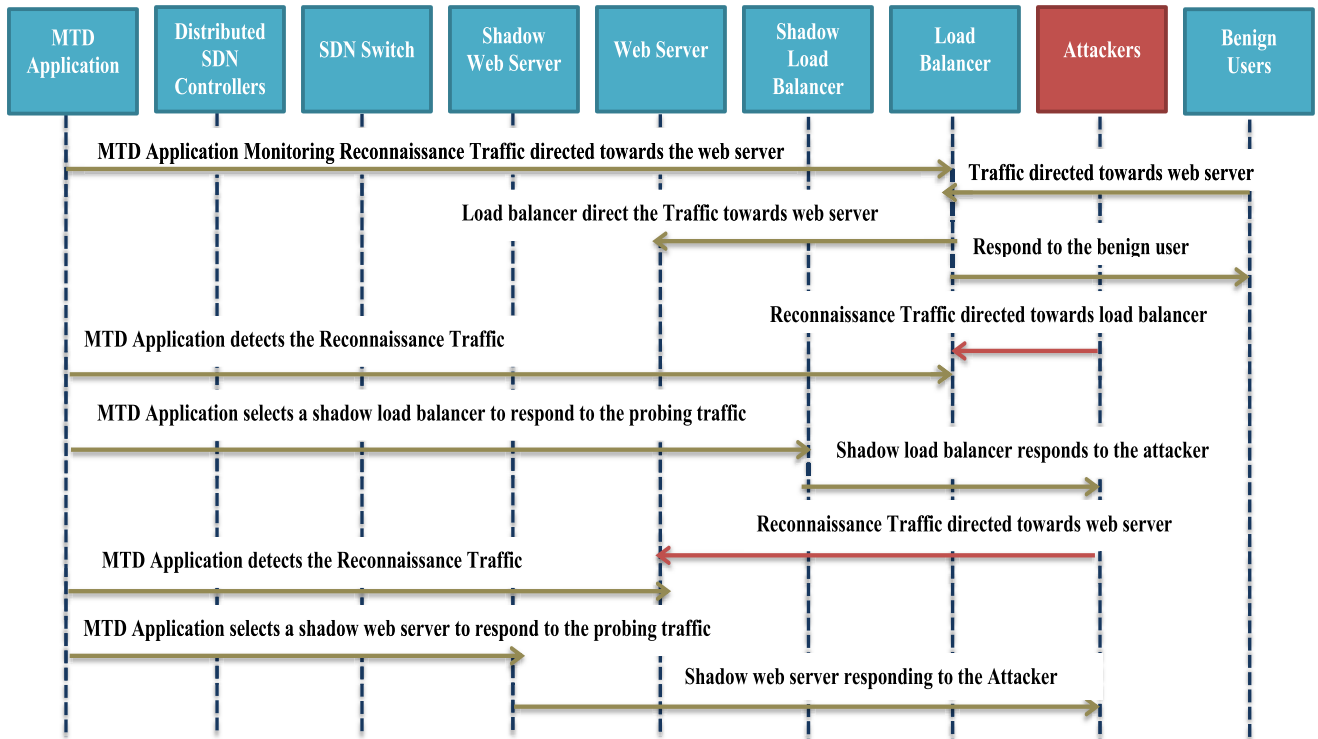 MTD
Application
Distributed
SDN
Controllers
SDN Switch
Shadow
Web Server
Web Server
Shadow
Load
Balancer
Load
Balancer
Attackers
Benign
Users
MTD Application Monitoring Reconnaissance Traffic directed towards the web server
Traffic directed towards web server
Load balancer direct the Traffic towards web server
Respond to the benign user
Reconnaissance Traffic directed towards load balancer
MTD Application detects the Reconnaissance Traffic
MTD Application selects a shadow load balancer to respond to the probing traffic
Shadow load balancer responds to the attacker
Reconnaissance Traffic directed towards web server
MTD Application detects the Reconnaissance Traffic
MTD Application selects a shadow web server to respond to the probing traffic
Shadow web server responding to the Attacker